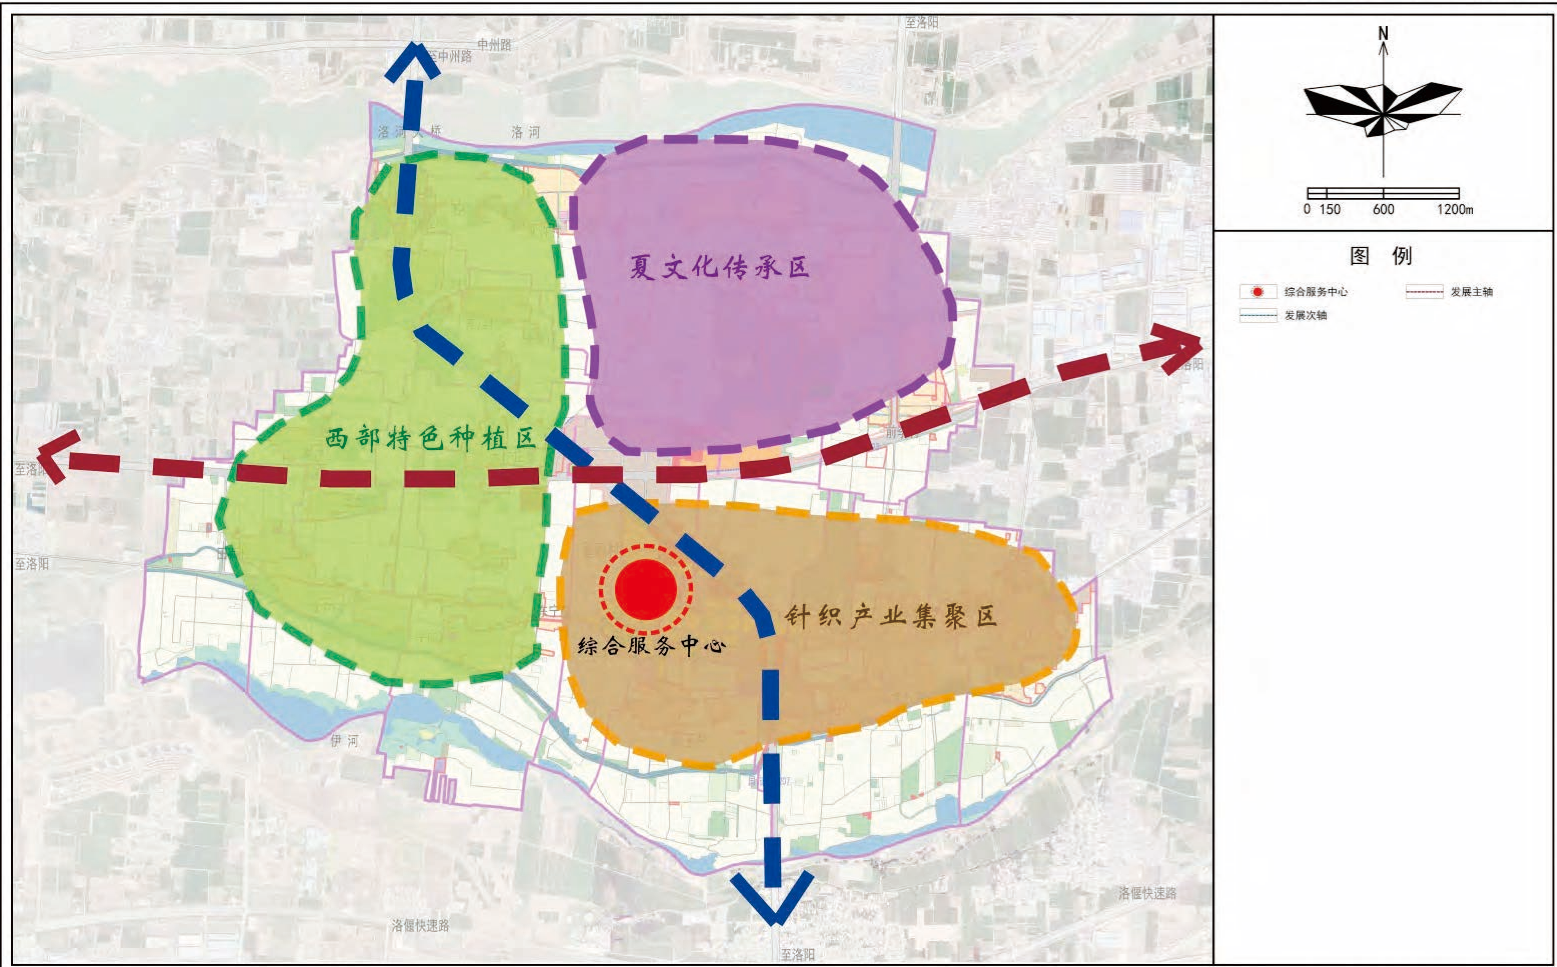 至洛阳
中州路
至中州路
洛河大桥
洛河
夏文化传承区
西部特色种植区
至洛阳
针织产业集聚区
综合服务中心
伊河
洛偃快速路
洛偃快速路
至洛阳
N
0 150 600 1200m
图 例
综合服务中心
发展主轴
发展次轴